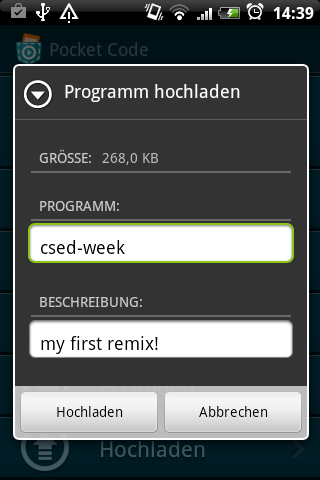 14:39
Pocket Code
Programm hochladen
GRÖSSE: 268,0 KB
PROGRAMM:
csed-week
BESCHREIBUNG:
my first remix!
Hochladen Abbrechen
Hochladen